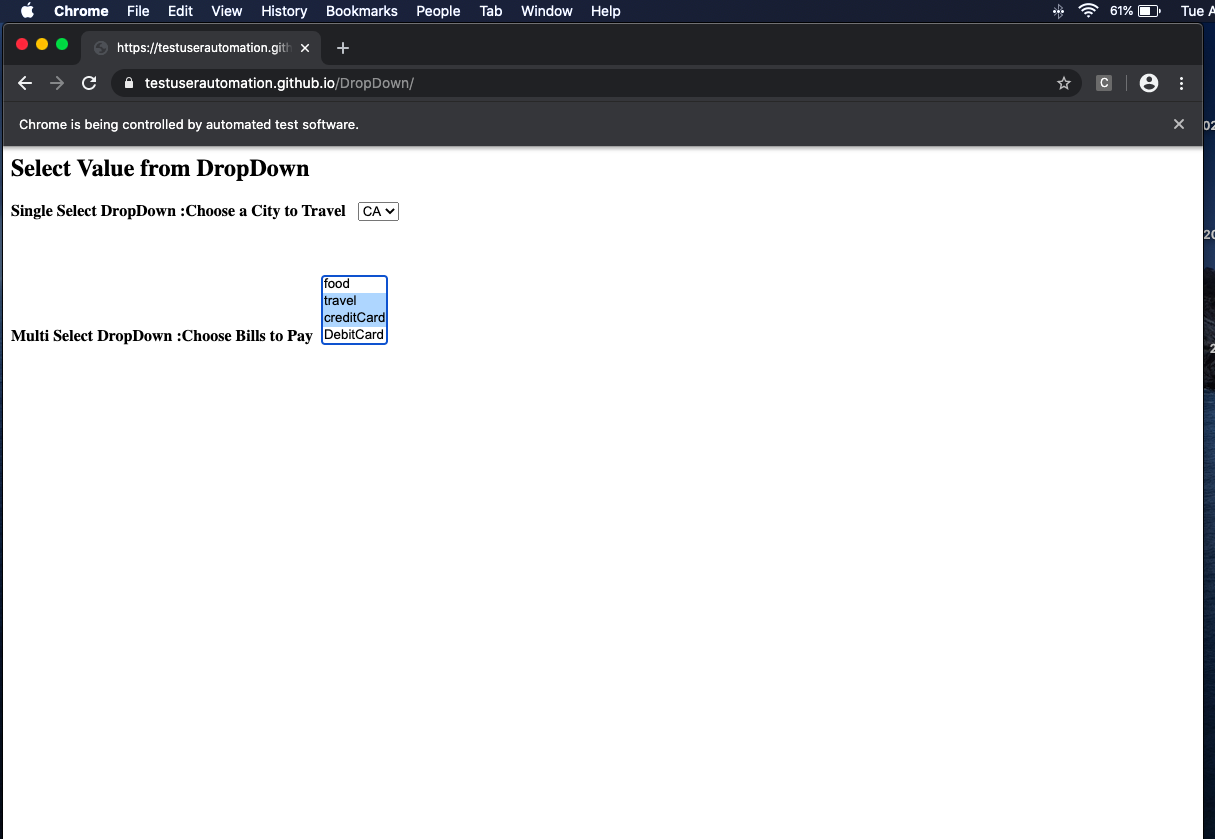 Chrome File Edit View History Bookmarks People Tab Window Help 61% Tue
https://testuserautomation.gith
testuserautomation.github.io/DropDown/ C
Chrome is being controlled by automated test software.
Select Value from DropDown
Single Select DropDown :Choose a City to Travel CA
food
travel
creditCard
Multi Select DropDown :Choose Bills to Pay DebitCard